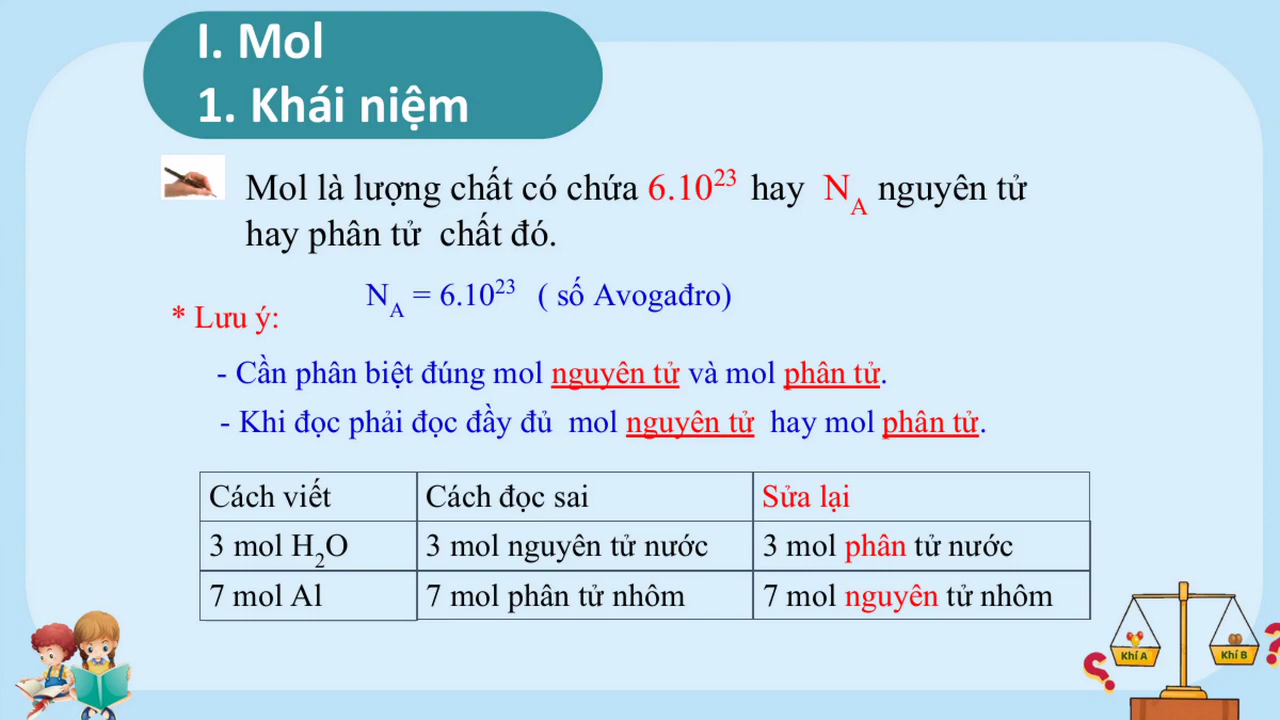 I. Mol
1. Khái niệm
Mol là lượng chất có chứa 6.10²³ hay N_A nguyên tử
hay phân tử chất đó.
N_A = 6.10²³ ( số Avogađro)
* Lưu ý:
- Cần phân biệt đúng mol nguyên tử và mol phân tử.
- Khi đọc phải đọc đầy đủ mol nguyên tử hay mol phân tử.
Cách viết Cách đọc sai Sửa lại
3 mol H₂O 3 mol nguyên tử nước 3 mol phân tử nước
7 mol Al 7 mol phân tử nhôm 7 mol nguyên tử nhôm
Khí A Khí B
? ?